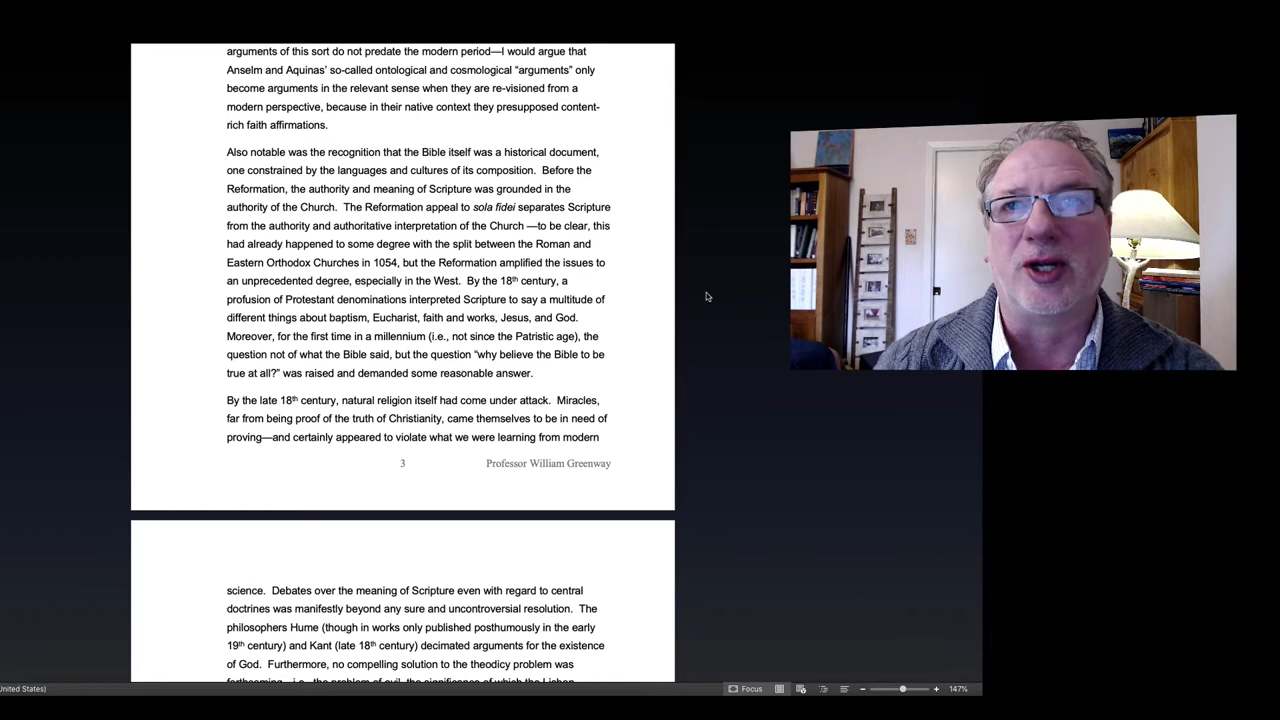 arguments of this sort do not predate the modern period—I would argue that
Anselm and Aquinas’ so-called ontological and cosmological “arguments” only
become arguments in the relevant sense when they are re-visioned from a
modern perspective, because in their native context they presupposed content-
rich faith affirmations.
Also notable was the recognition that the Bible itself was a historical document,
one constrained by the languages and cultures of its composition.  Before the
Reformation, the authority and meaning of Scripture was grounded in the
authority of the Church.  The Reformation appeal to sola fidei separates Scripture
from the authority and authoritative interpretation of the Church —to be clear, this
had already happened to some degree with the split between the Roman and
Eastern Orthodox Churches in 1054, but the Reformation amplified the issues to
an unprecedented degree, especially in the West.  By the 18th century, a
profusion of Protestant denominations interpreted Scripture to say a multitude of
different things about baptism, Eucharist, faith and works, Jesus, and God.
Moreover, for the first time in a millennium (i.e., not since the Patristic age), the
question not of what the Bible said, but the question “why believe the Bible to be
true at all?” was raised and demanded some reasonable answer.
By the late 18th century, natural religion itself had come under attack.  Miracles,
far from being proof of the truth of Christianity, came themselves to be in need of
proving—and certainly appeared to violate what we were learning from modern
3 Professor William Greenway
science.  Debates over the meaning of Scripture even with regard to central
doctrines was manifestly beyond any sure and uncontroversial resolution.  The
philosophers Hume (though in works only published posthumously in the early
19th century) and Kant (late 18th century) decimated arguments for the existence
of God.  Furthermore, no compelling solution to the theodicy problem was
forthcoming—i.e., the problem of evil, the significance of which the Lisbon
United States) Focus 147%